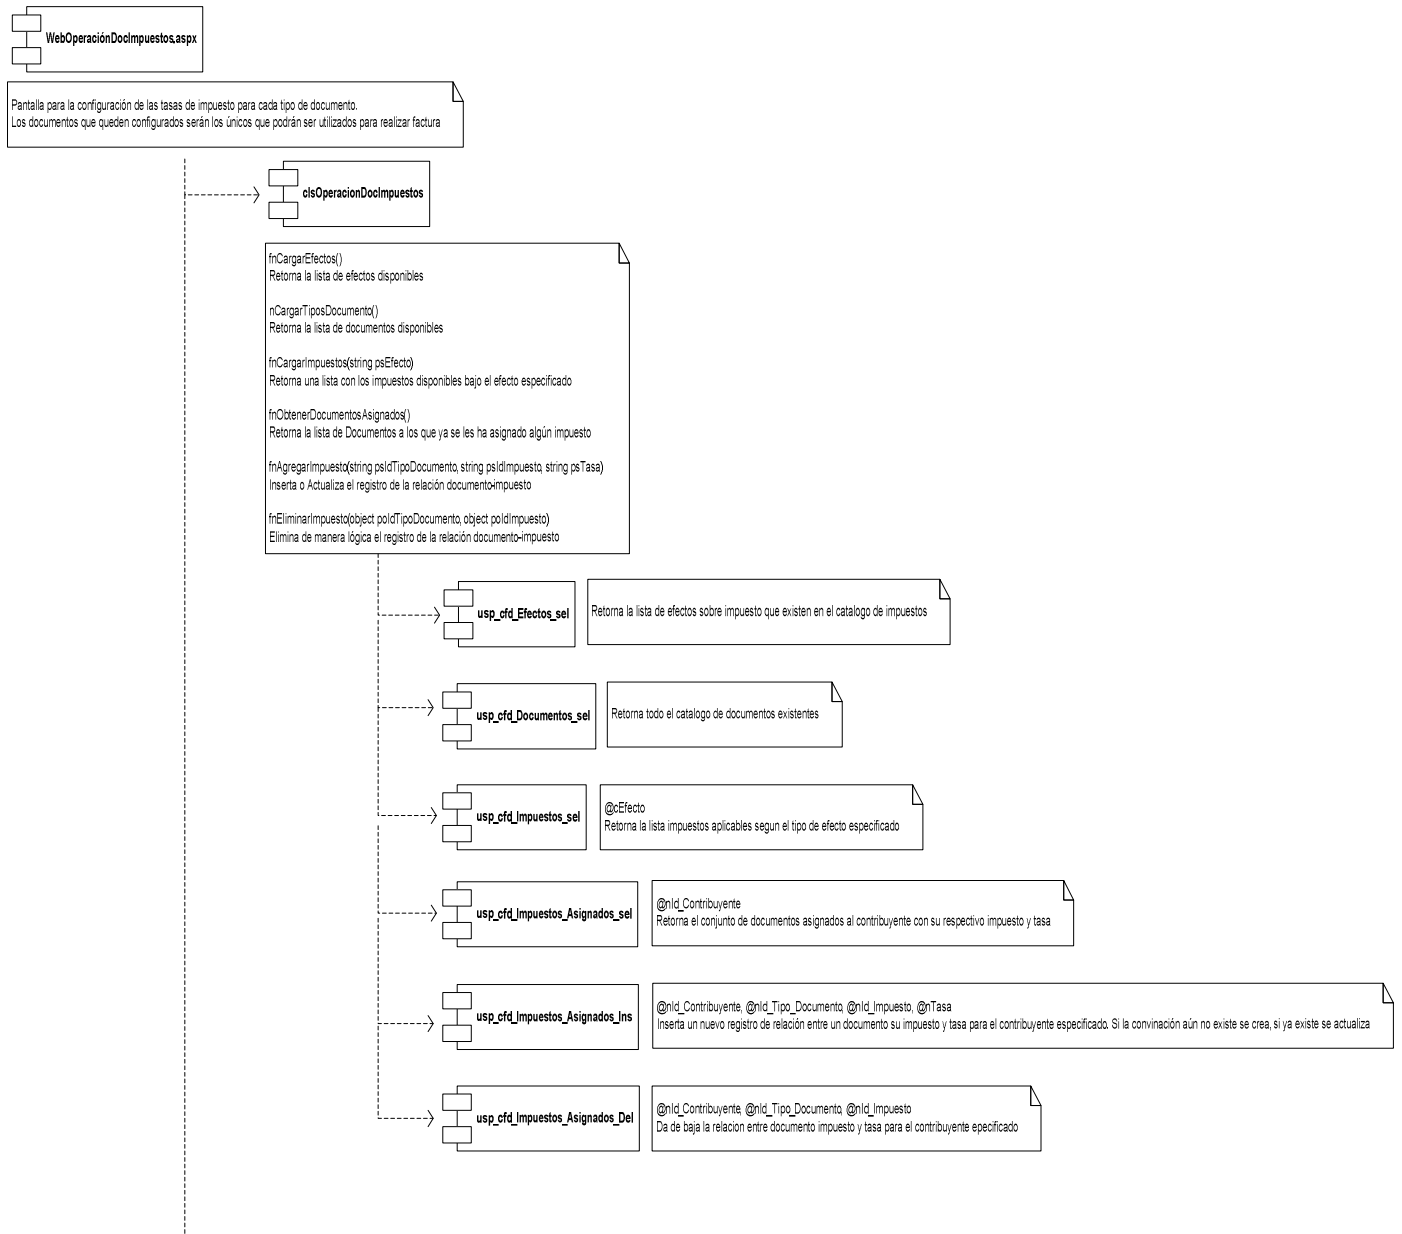 WebOperaciónDocImpuestos.aspx
Pantalla para la configuración de las tasas de impuesto para cada tipo de documento.
Los documentos que queden configurados serán los únicos que podrán ser utilizados para realizar factura
clsOperacionDocImpuestos
fnCargarEfectos()
Retorna la lista de efectos disponibles
nCargarTiposDocumento()
Retorna la lista de documentos disponibles
fnCargarImpuestos(string psEfecto)
Retorna una lista con los impuestos disponibles bajo el efecto especificado
fnObtenerDocumentosAsignados()
Retorna la lista de Documentos a los que ya se les ha asignado algún impuesto
fnAgregarImpuesto(string psIdTipoDocumento, string psIdImpuesto, string psTasa)
Inserta o Actualiza el registro de la relación documento-impuesto
fnEliminarImpuesto(object poIdTipoDocumento, object poIdImpuesto)
Elimina de manera lógica el registro de la relación documento-impuesto
usp_cfd_Efectos_sel
Retorna la lista de efectos sobre impuesto que existen en el catalogo de impuestos
usp_cfd_Documentos_sel
Retorna todo el catalogo de documentos existentes
usp_cfd_Impuestos_sel
@cEfecto
Retorna la lista impuestos aplicables segun el tipo de efecto especificado
usp_cfd_Impuestos_Asignados_sel
@nId_Contribuyente
Retorna el conjunto de documentos asignados al contribuyente con su respectivo impuesto y tasa
usp_cfd_Impuestos_Asignados_Ins
@nId_Contribuyente, @nId_Tipo_Documento, @nId_Impuesto, @nTasa
Inserta un nuevo registro de relación entre un documento su impuesto y tasa para el contribuyente especificado. Si la convinación aún no existe se crea, si ya existe se actualiza
usp_cfd_Impuestos_Asignados_Del
@nId_Contribuyente, @nId_Tipo_Documento, @nId_Impuesto
Da de baja la relacion entre documento impuesto y tasa para el contribuyente epecificado